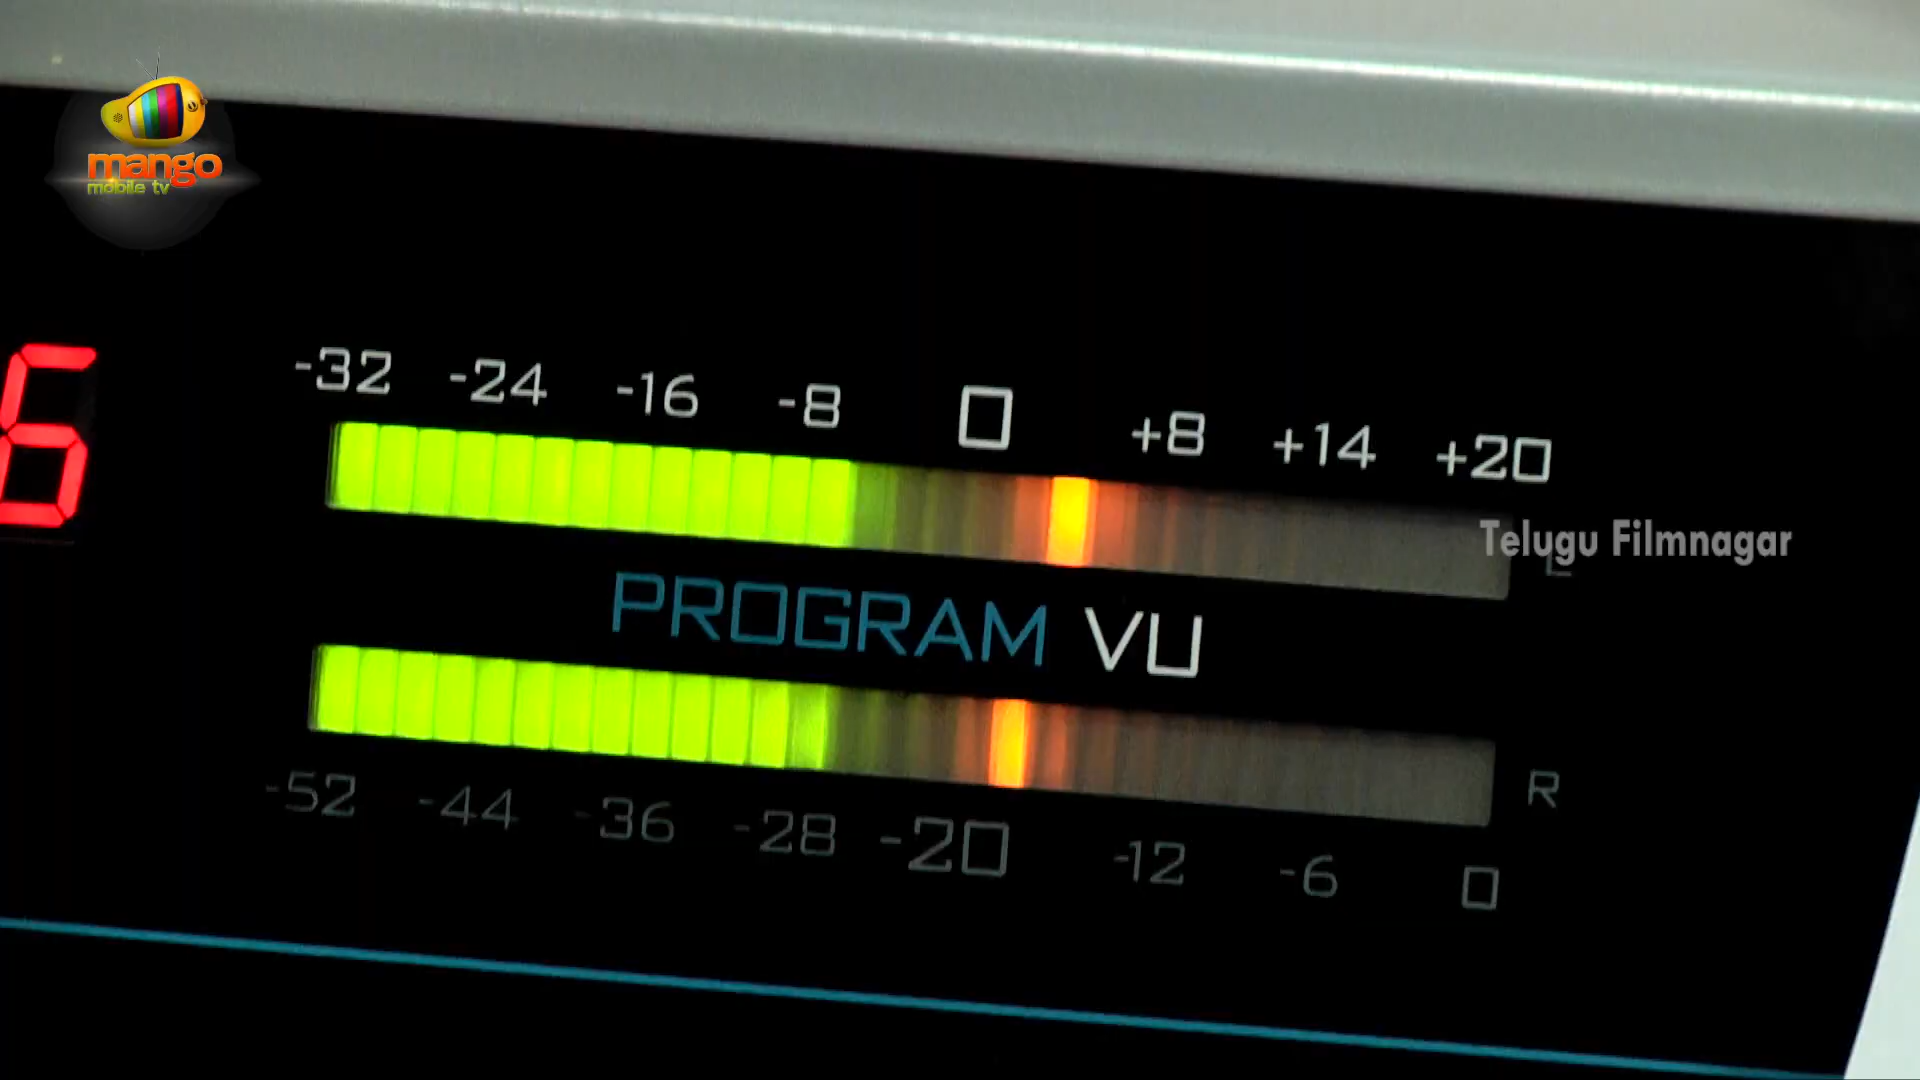 mango
mobile tv
6
-32 -24 -16 -8 0 +8 +14 +20
Telugu Filmnagar
L
PROGRAM VU
R
-52 -44 -36 -28 -20 -12 -6 0